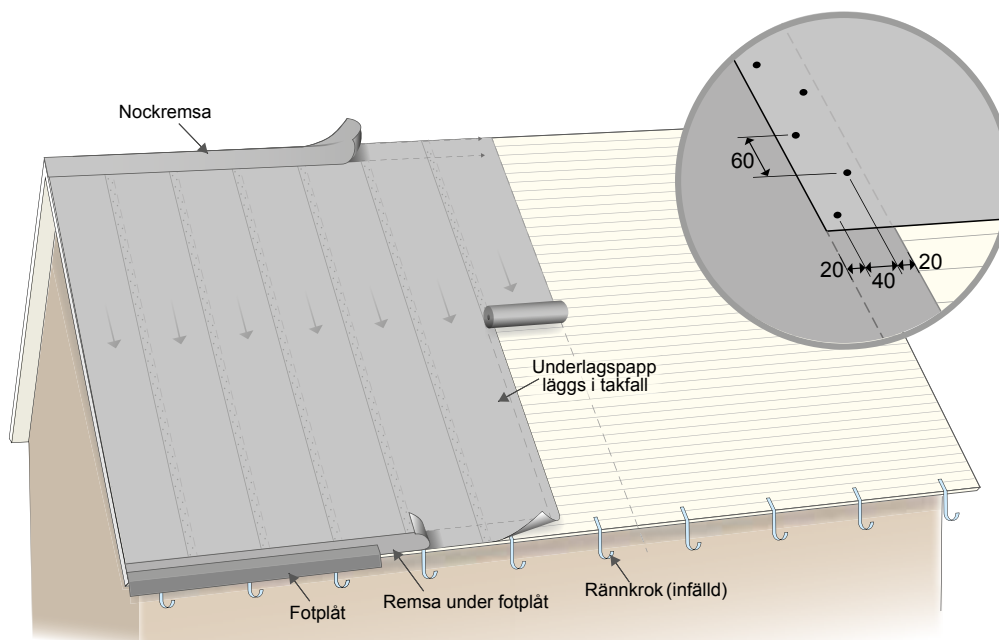 Nockremsa
60
20
40
20
Underlagspapp
läggs i takfall
Rännkrok (infälld)
Remsa under fotplåt
Fotplåt